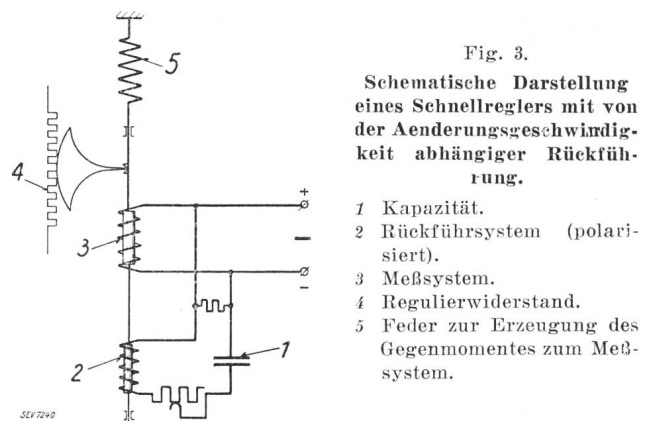 5
4
3
+
−
2
1
SEV7240
Fig. 3.
Schematische Darstellung
eines Schnellreglers mit von
der Aenderungsgeschwindig-
keit abhängiger Rückfüh-
rung.
1 Kapazität.
2 Rückführsystem (polari-
siert).
3 Meßsystem.
4 Regulierwiderstand.
5 Feder zur Erzeugung des
Gegenmomentes zum Meß-
system.